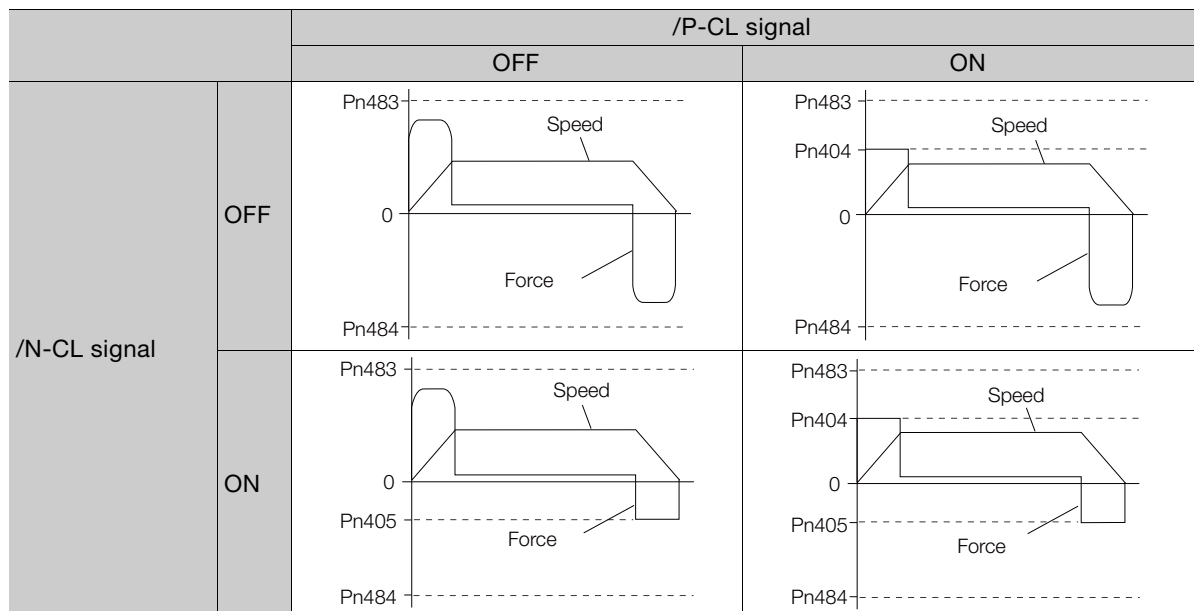 /P-CL signal
OFF
ON
/N-CL signal
OFF
Pn483
Speed
0
Force
Pn484
Pn483
Speed
Pn404
0
Force
Pn484
ON
Pn483
Speed
0
Pn405
Force
Pn484
Pn483
Speed
Pn404
0
Pn405
Force
Pn484